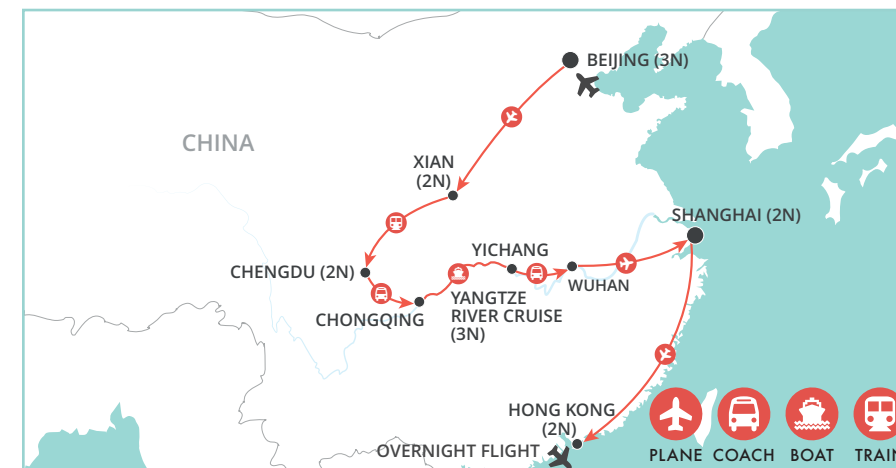 BEIJING (3N)
CHINA
XIAN
(2N)
SHANGHAI (2N)
YICHANG
CHENGDU (2N)
WUHAN
YANGTZE
RIVER CRUISE
(3N)
CHONGQING
HONG KONG
(2N)
OVERNIGHT FLIGHT
PLANE COACH BOAT TRAIN